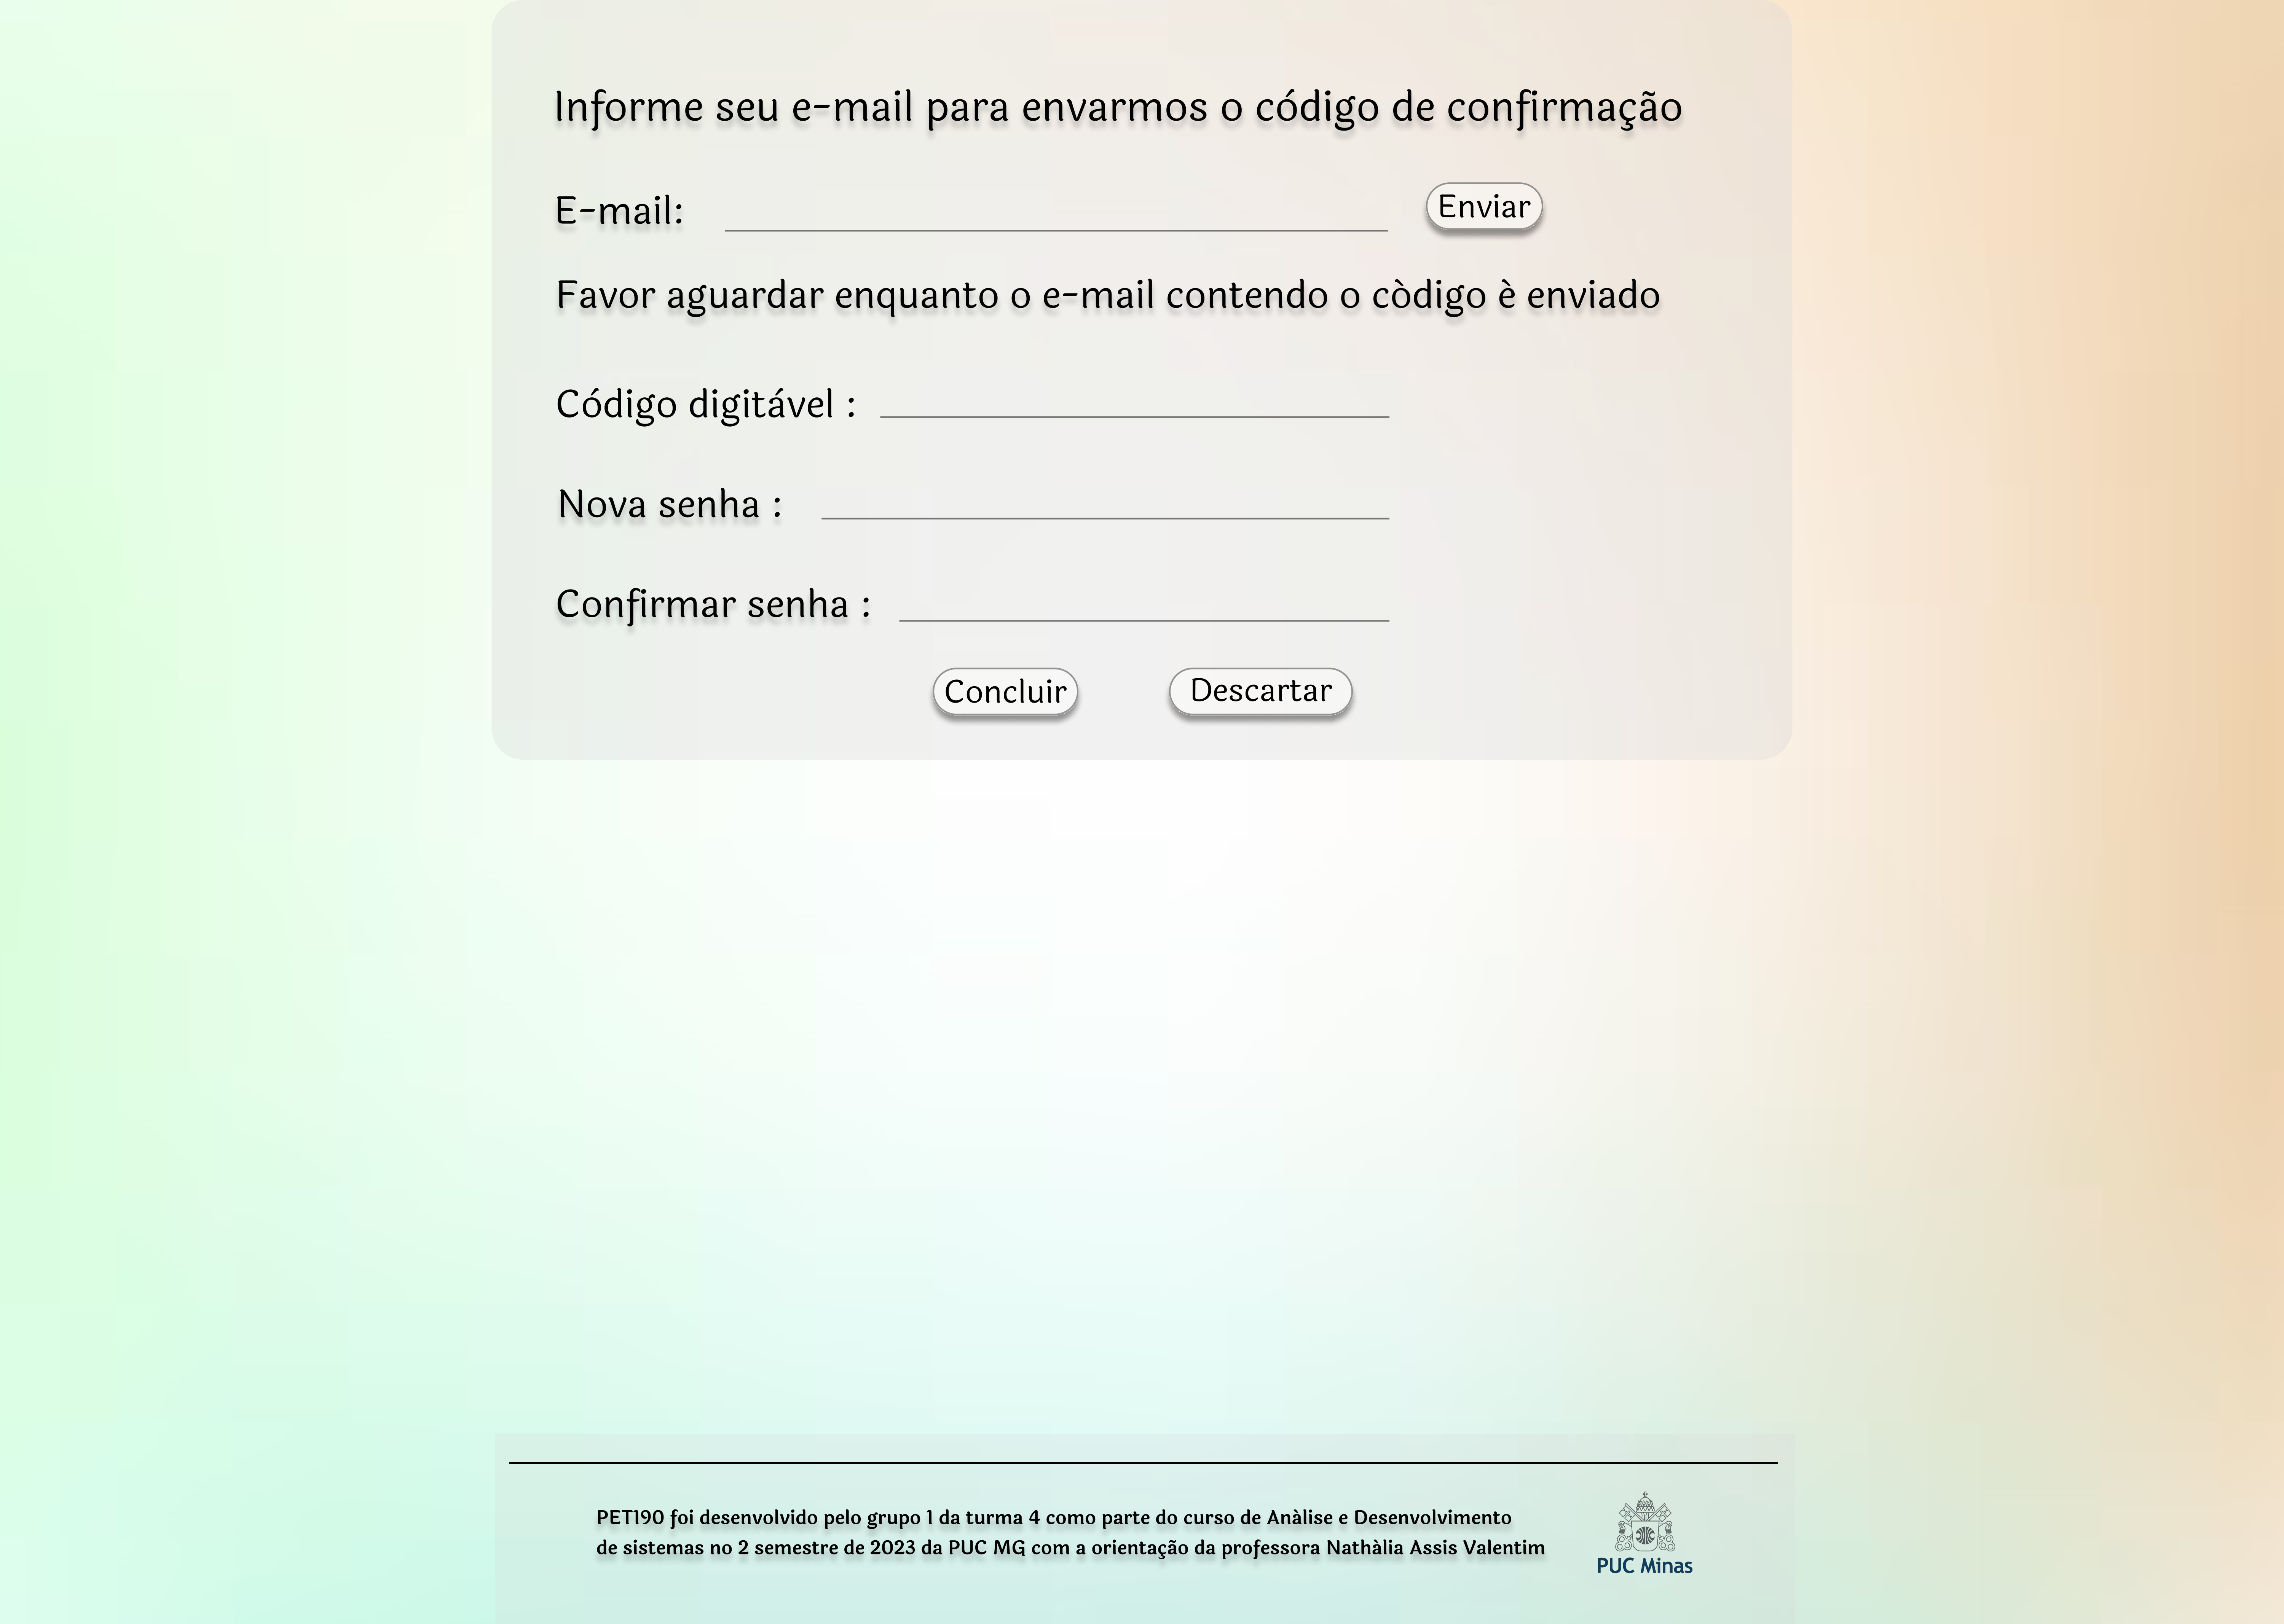 Informe seu e-mail para envarmos o código de confirmação
E-mail:
Enviar
Favor aguardar enquanto o e-mail contendo o còdigo è enviado
Código digitável :
Nova senha :
Confirmar senha :
Concluir
Descartar
PET190 foi desenvolvido pelo grupo 1 da turma 4 como parte do curso de Anàlise e Desenvolvimento
de sistemas no 2 semestre de 2023 da PUC MG com a orientação da professora Nathàlia Assis Valentim
PUC Minas